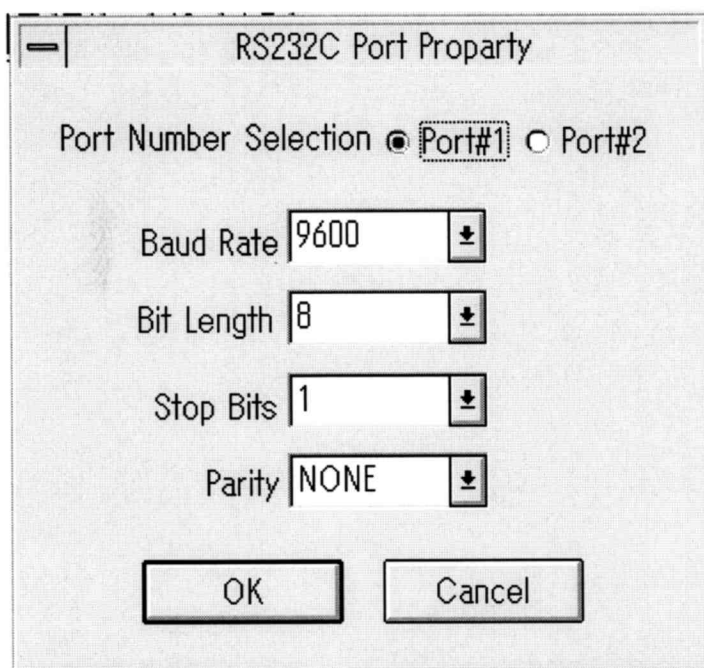 RS232C Port Proparty
Port Number Selection Port#1 Port#2
Baud Rate 9600
Bit Length 8
Stop Bits 1
Parity NONE
OK Cancel